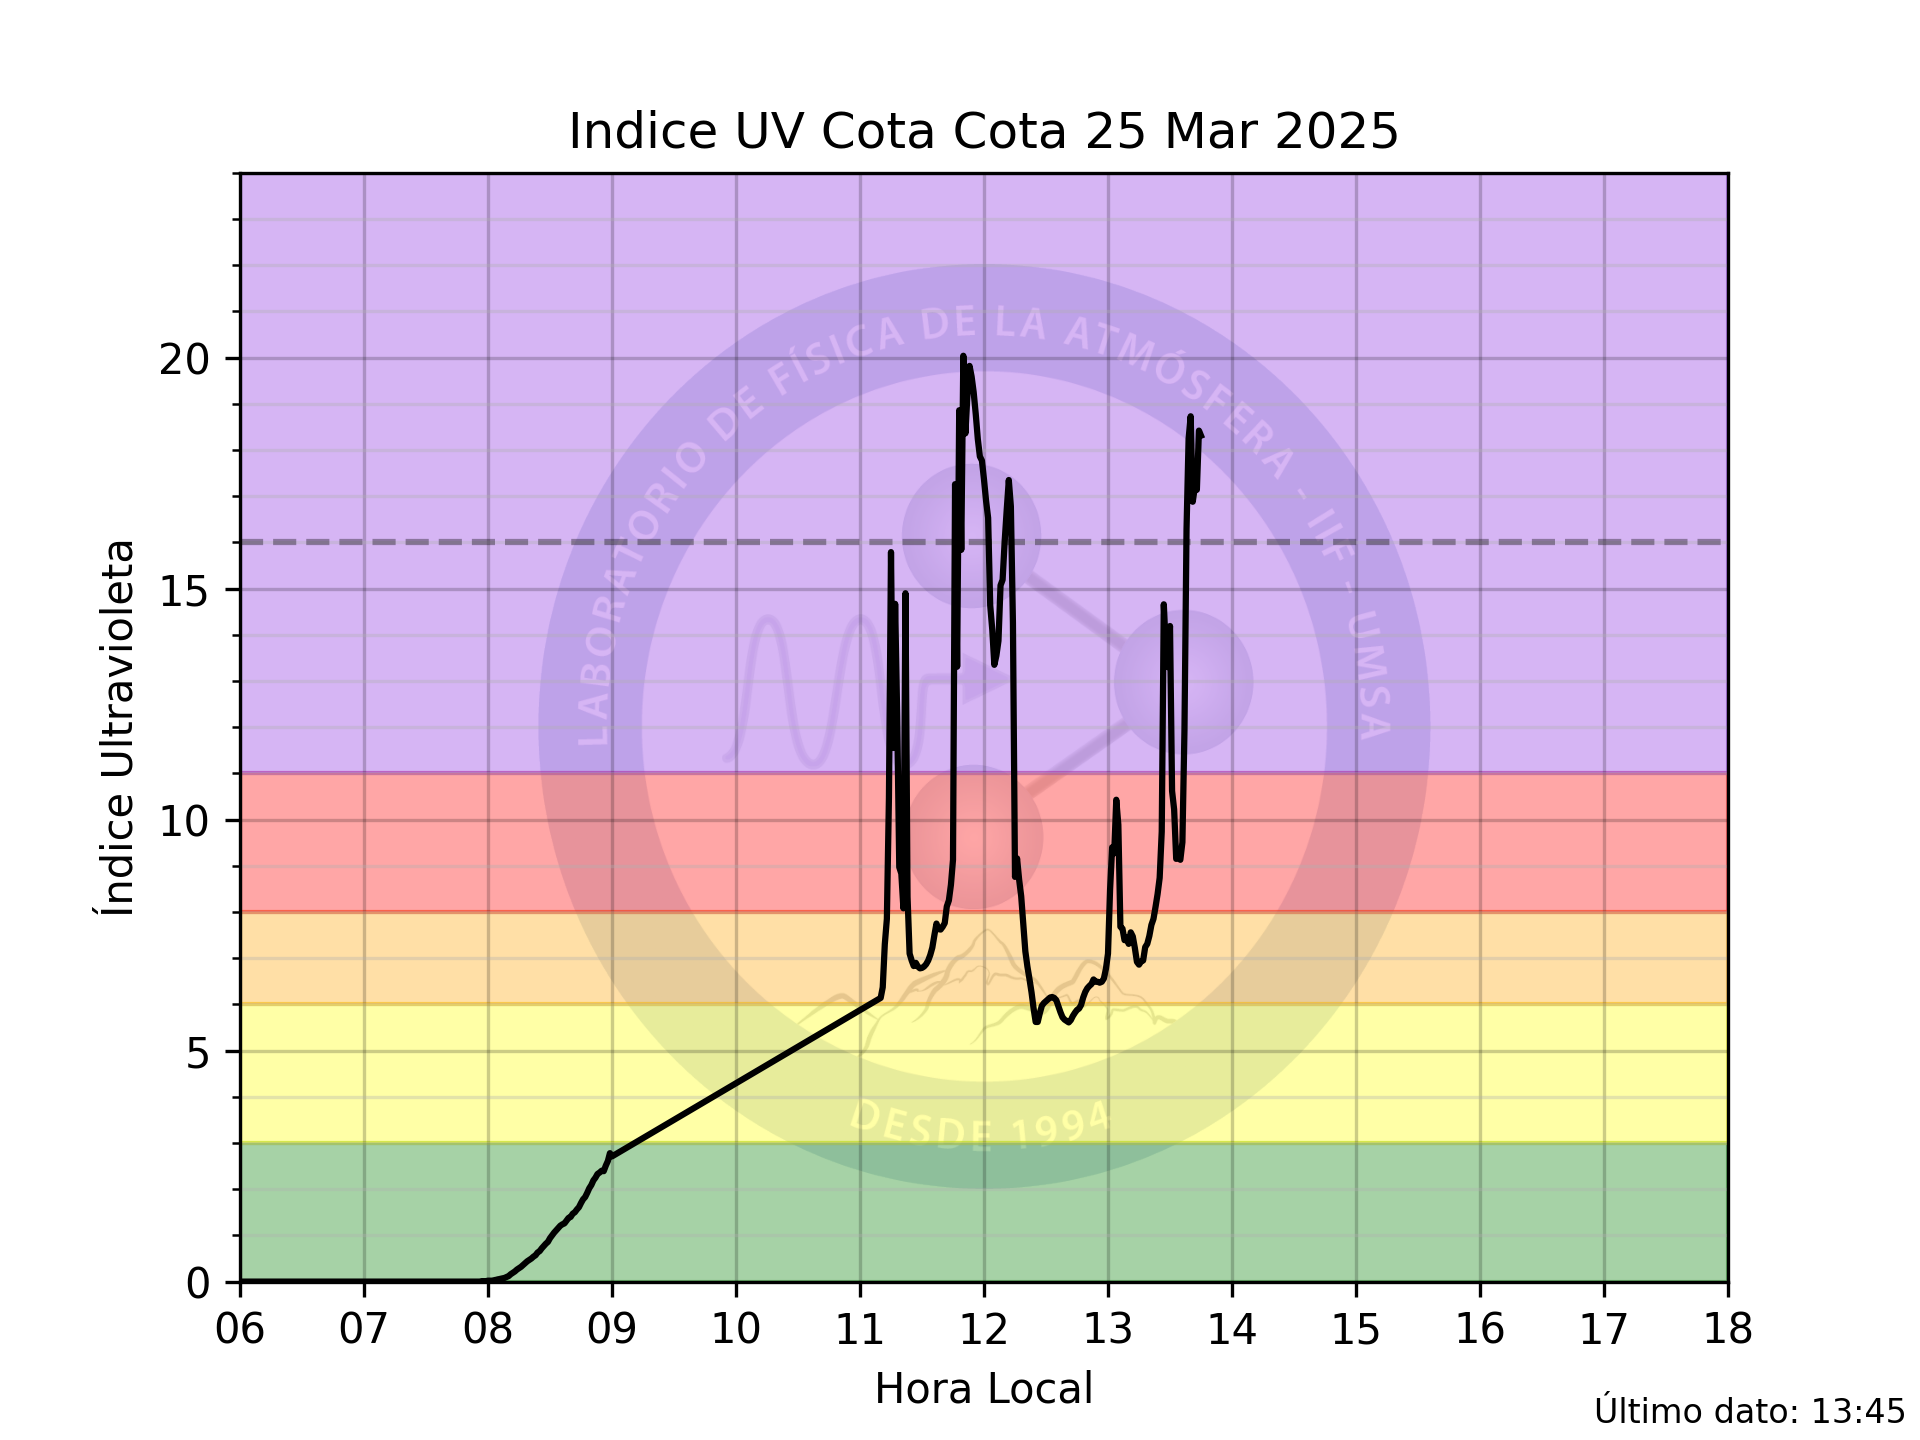 Indice UV Cota Cota 25 Mar 2025
LABORATORIO DE FÍSICA DE LA ATMÓSFERA - IIF - UMSA
DESDE 1994
Índice Ultravioleta
20
15
10
5
0
06 07 08 09 10 11 12 13 14 15 16 17 18
Hora Local
Último dato: 13:45